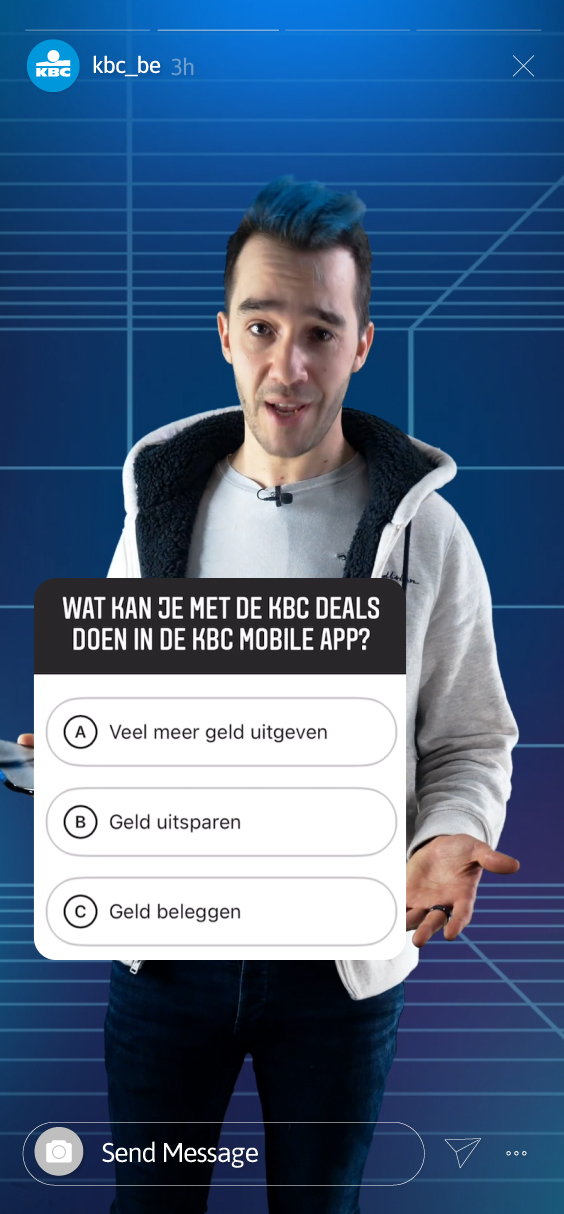 KBC
kbc_be 3h
WAT KAN JE MET DE KBC DEALS
DOEN IN DE KBC MOBILE APP?
A Veel meer geld uitgeven
B Geld uitsparen
C Geld beleggen
Send Message